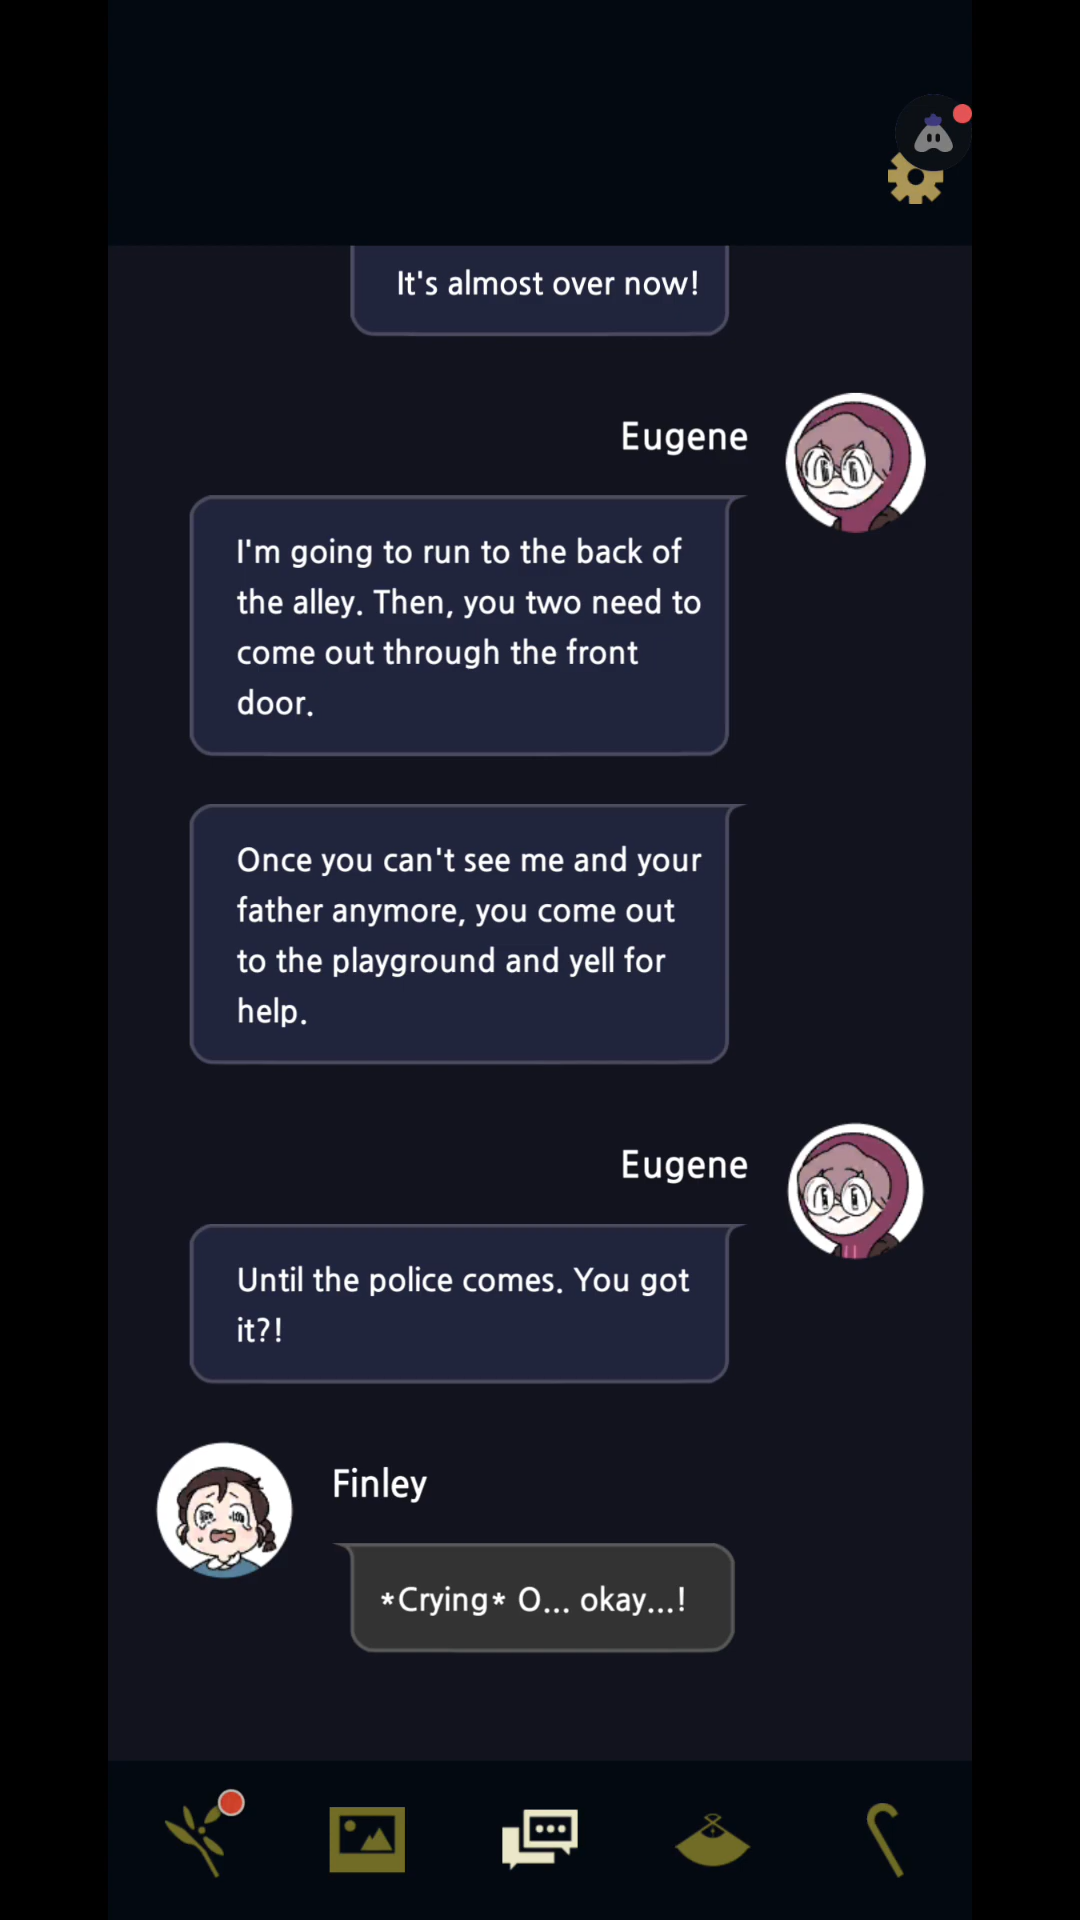 It's almost over now!
Eugene
I'm going to run to the back of
the alley. Then, you two need to
come out through the front
door.
Once you can't see me and your
father anymore, you come out
to the playground and yell for
help.
Eugene
Until the police comes. You got
it?!
Finley
*Crying* O... okay...!